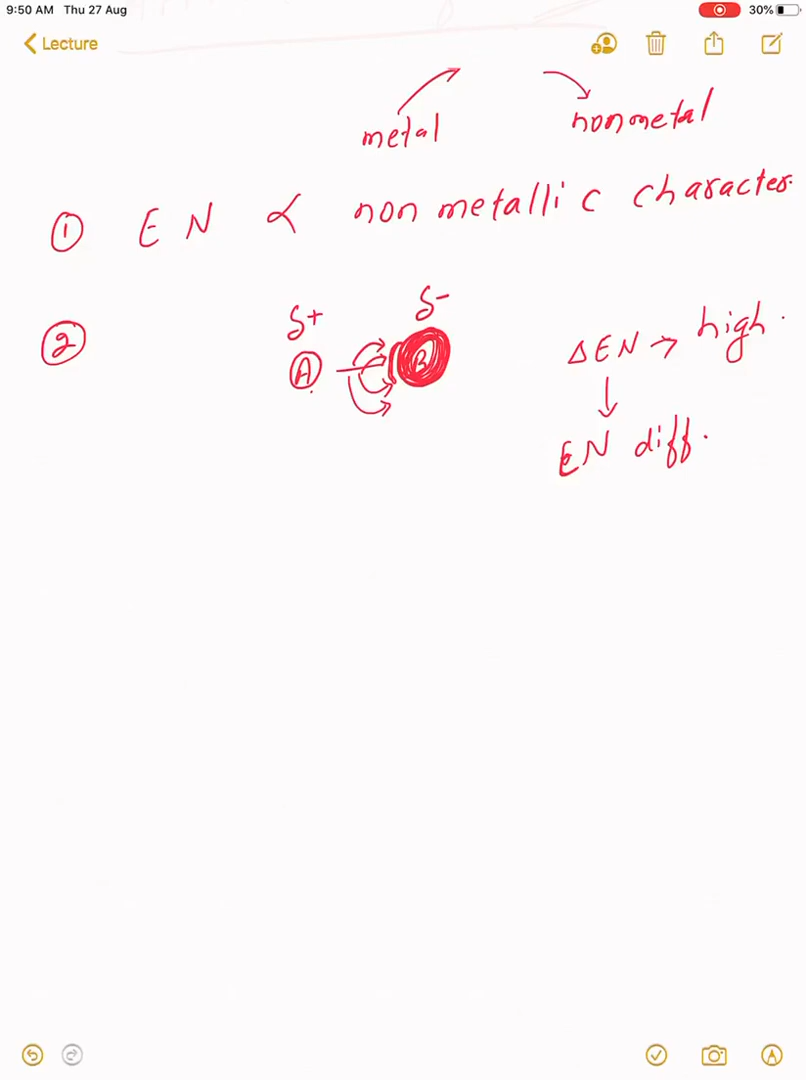 9:50 AM Thu 27 Aug
30%
Lecture
metal
nonmetal
① EN ∝ non metallic character.
②
δ+ δ-
A B
ΔEN → high.
↓
EN diff.